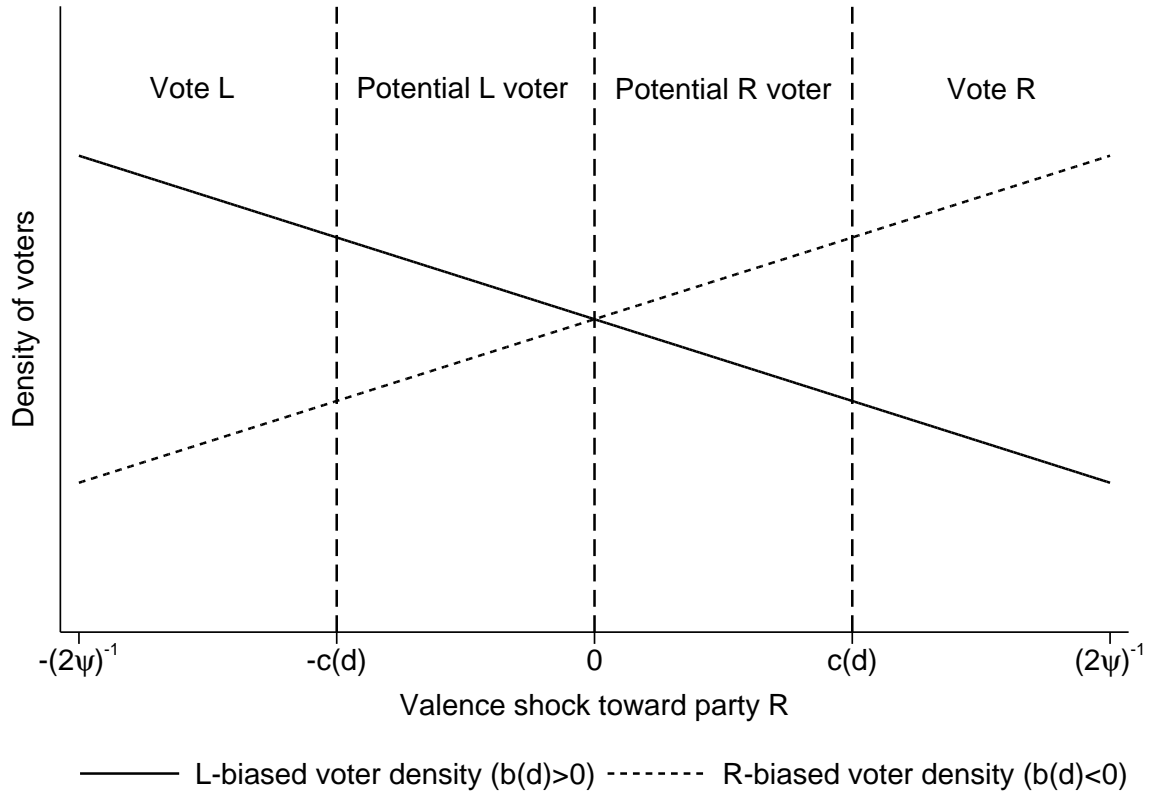 Vote L Potential L voter Potential R voter Vote R
Density of voters
-(2ψ)⁻¹ -c(d) 0 c(d) (2ψ)⁻¹
Valence shock toward party R
L-biased voter density (b(d)>0) R-biased voter density (b(d)<0)